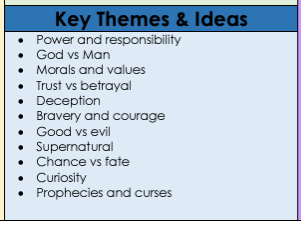 Key Themes & Ideas
• Power and responsibility
• God vs Man
• Morals and values
• Trust vs betrayal
• Deception
• Bravery and courage
• Good vs evil
• Supernatural
• Chance vs fate
• Curiosity
• Prophecies and curses